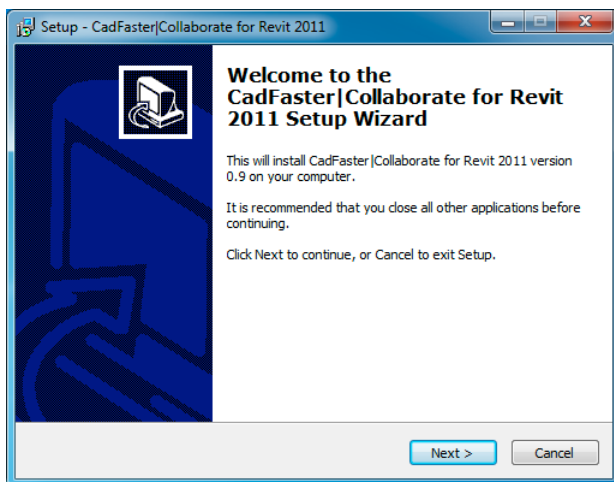 Setup - CadFaster|Collaborate for Revit 2011
Welcome to the
CadFaster|Collaborate for Revit
2011 Setup Wizard
This will install CadFaster|Collaborate for Revit 2011 version
0.9 on your computer.
It is recommended that you close all other applications before
continuing.
Click Next to continue, or Cancel to exit Setup.
Next >
Cancel